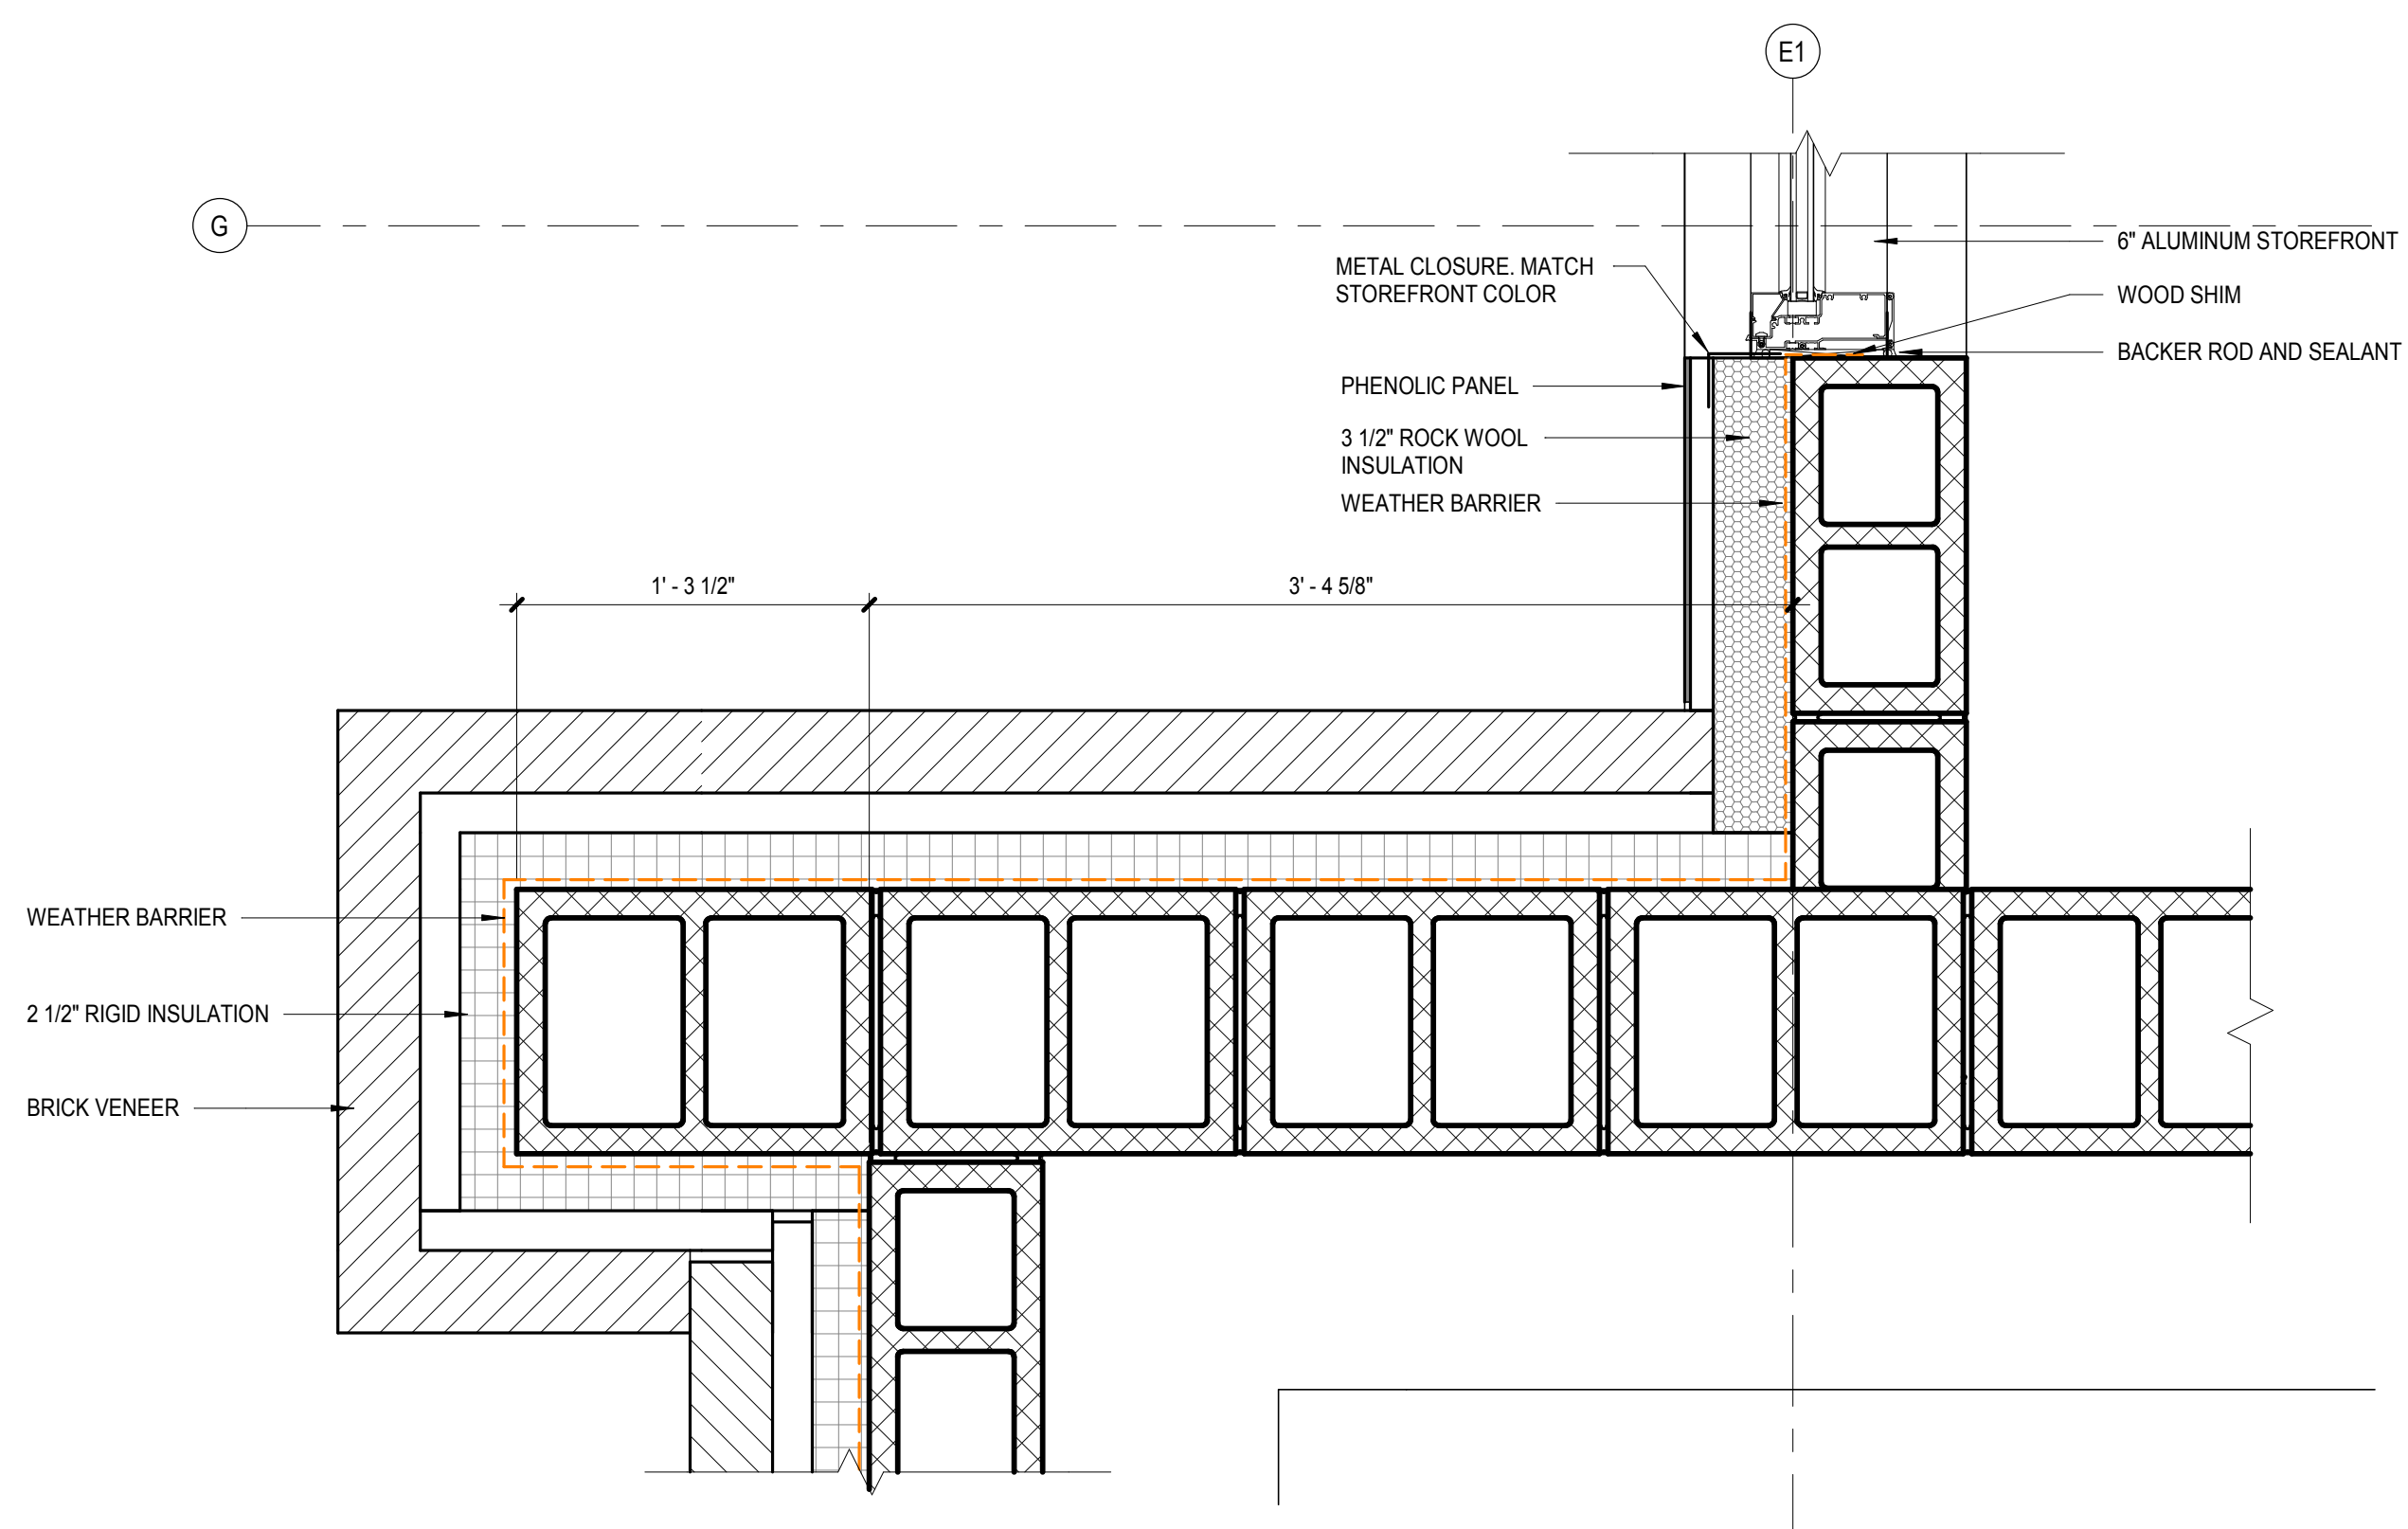 E1
G
6" ALUMINUM STOREFRONT
METAL CLOSURE. MATCH
STOREFRONT COLOR
WOOD SHIM
BACKER ROD AND SEALANT
PHENOLIC PANEL
3 1/2" ROCK WOOL
INSULATION
WEATHER BARRIER
1' - 3 1/2"
3' - 4 5/8"
WEATHER BARRIER
2 1/2" RIGID INSULATION
BRICK VENEER